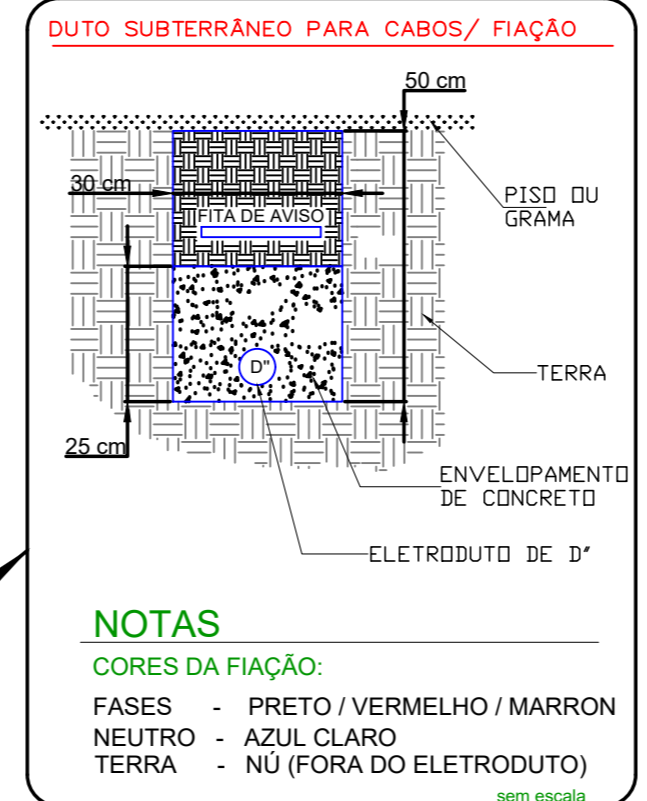 DUTO SUBTERRÂNEO PARA CABOS/ FIAÇÂO
50 cm
30 cm
PISO OU
GRAMA
FITA DE AVISO
D"
TERRA
25 cm
ENVELOPAMENTO
DE CONCRETO
ELETRODUTO DE D"
NOTAS
CORES DA FIAÇÃO:
FASES - PRETO / VERMELHO / MARRON
NEUTRO - AZUL CLARO
TERRA - NÚ (FORA DO ELETRODUTO)
sem escala